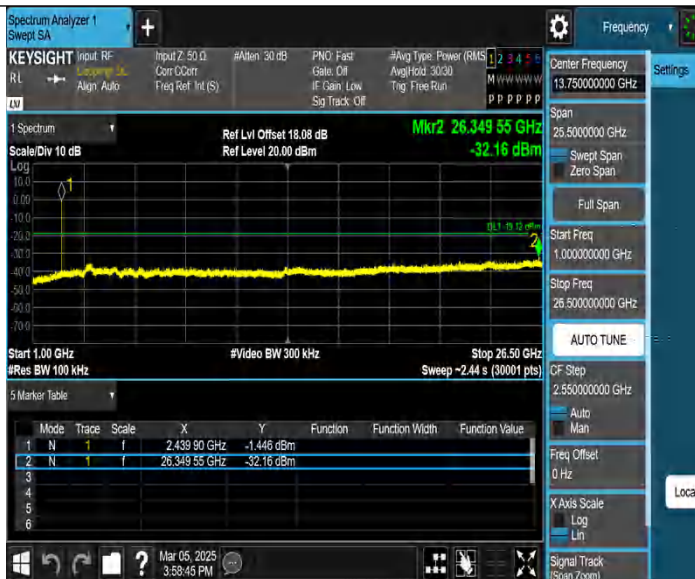 Spectrum Analyzer 1
Swept SA
+
Frequency
KEYSIGHT
RL
Input: RF
Align: Auto
Input Z: 50 Ω
Corr CCorr
Freq Ref: Int (S)
#Atten: 30 dB
PNO: Fast
Gate: Off
IF Gain: Low
Sig Track: Off
#Avg Type: Power (RMS
Avg|Hold: 30/30
Trig: Free Run
1 2 3 4 5 6
M W W W W W
P P P P P P
LW
1 Spectrum
Scale/Div 10 dB
Log
Ref Lvl Offset 18.08 dB
Ref Level 20.00 dBm
Mkr2 26.349 55 GHz
-32.16 dBm
10.0
0.00
-10.0
-20.0
-30.0
-40.0
-50.0
-60.0
-70.0
1
2
Start 1.00 GHz
#Res BW 100 kHz
#Video BW 300 kHz
Stop 26.50 GHz
Sweep ~2.44 s (30001 pts)
5 Marker Table
Mode Trace Scale X Y Function Function Width Function Value
1 N 1 f 2.439 90 GHz -1.446 dBm
2 N 1 f 26.349 55 GHz -32.16 dBm
3
4
5
6
?
Mar 05, 2025
3:58:45 PM
Center Frequency
13.750000000 GHz
Span
25.5000000 GHz
Swept Span
Zero Span
Full Span
Start Freq
1.000000000 GHz
Stop Freq
26.500000000 GHz
AUTO TUNE
CF Step
2.550000000 GHz
Auto
Man
Freq Offset
0 Hz
X Axis Scale
Log
Lin
Signal Track
(Span Zoom)
Settings
Loca